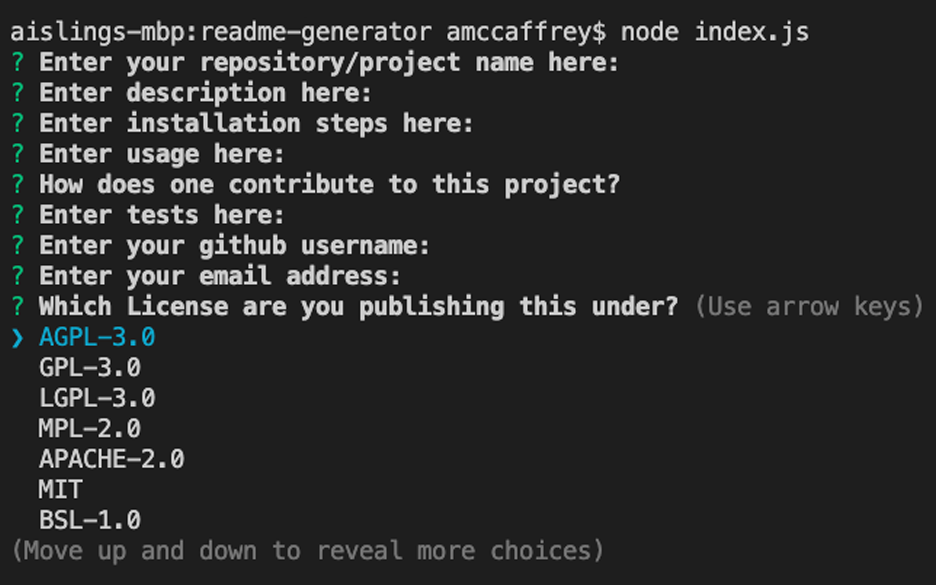 aislings-mbp:readme-generator amccaffrey$ node index.js
? Enter your repository/project name here:
? Enter description here:
? Enter installation steps here:
? Enter usage here:
? How does one contribute to this project?
? Enter tests here:
? Enter your github username:
? Enter your email address:
? Which License are you publishing this under? (Use arrow keys)
❯ AGPL-3.0
GPL-3.0
LGPL-3.0
MPL-2.0
APACHE-2.0
MIT
BSL-1.0
(Move up and down to reveal more choices)